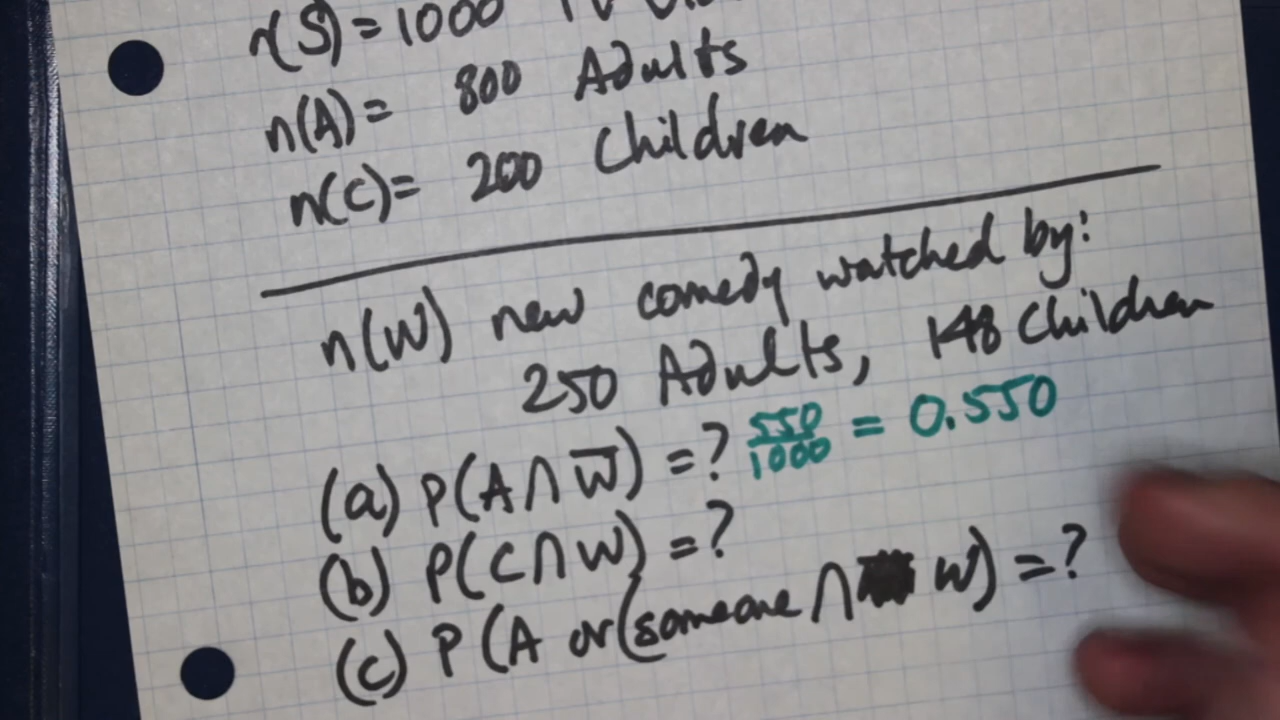 n(S) = 1000 TV
n(A) = 800 Adults
n(C) = 200 Children
n(W) new comedy watched by:
250 Adults, 148 Children
(a) P(A ∩ W̅) = ? 550/1000 = 0.550
(b) P(C ∩ W) = ?
(c) P(A or (someone ∩ W) = ?